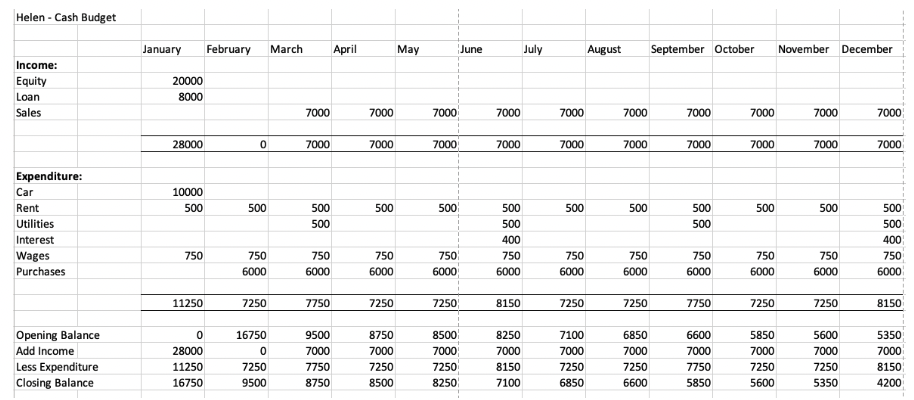 Helen - Cash Budget
January February March April May June July August September October November December
Income:
Equity 20000
Loan 8000
Sales 7000 7000 7000 7000 7000 7000 7000 7000 7000 7000
28000 0 7000 7000 7000 7000 7000 7000 7000 7000 7000 7000
Expenditure:
Car 10000
Rent 500 500 500 500 500 500 500 500 500 500 500 500
Utilities 500 500 500 500
Interest 400 400
Wages 750 750 750 750 750 750 750 750 750 750 750 750
Purchases 6000 6000 6000 6000 6000 6000 6000 6000 6000 6000 6000
11250 7250 7750 7250 7250 8150 7250 7250 7750 7250 7250 8150
Opening Balance 0 16750 9500 8750 8500 8250 7100 6850 6600 5850 5600 5350
Add Income 28000 0 7000 7000 7000 7000 7000 7000 7000 7000 7000 7000
Less Expenditure 11250 7250 7750 7250 7250 8150 7250 7250 7750 7250 7250 8150
Closing Balance 16750 9500 8750 8500 8250 7100 6850 6600 5850 5600 5350 4200